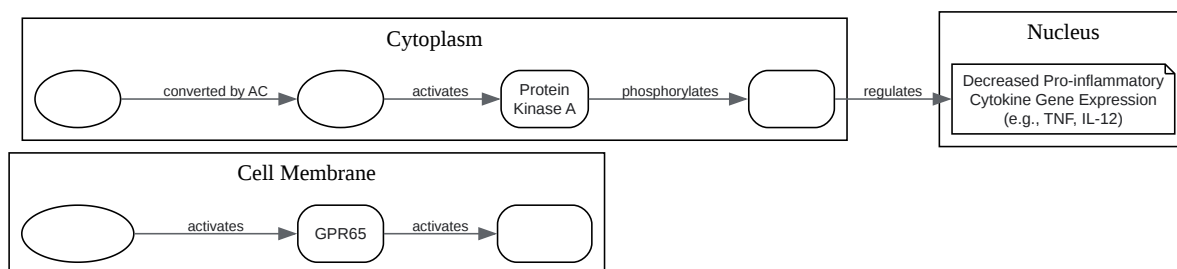 Cytoplasm
converted by AC
activates
Protein
Kinase A
phosphorylates
regulates
Nucleus
Decreased Pro-inflammatory
Cytokine Gene Expression
(e.g., TNF, IL-12)
Cell Membrane
activates
GPR65
activates